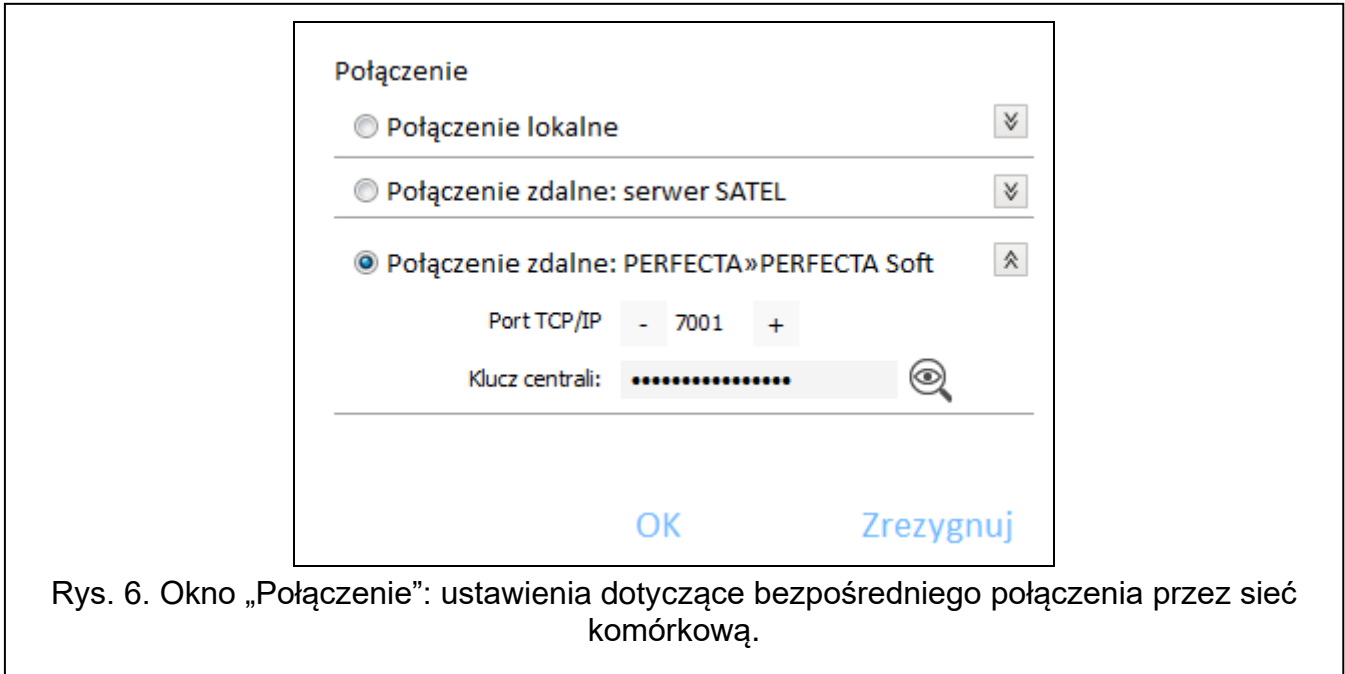 Połączenie
Połączenie lokalne
Połączenie zdalne: serwer SATEL
Połączenie zdalne: PERFECTA»PERFECTA Soft
Port TCP/IP - 7001 +
Klucz centrali: ••••••••••••••••
OK Zrezygnuj
Rys. 6. Okno „Połączenie”: ustawienia dotyczące bezpośredniego połączenia przez sieć
komórkową.